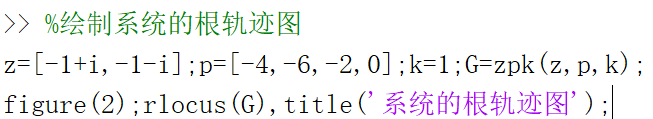 >> %绘制系统的根轨迹图
z=[-1+i,-1-i];p=[-4,-6,-2,0];k=1;G=zpk(z,p,k);
figure(2);rlocus(G),title('系统的根轨迹图');